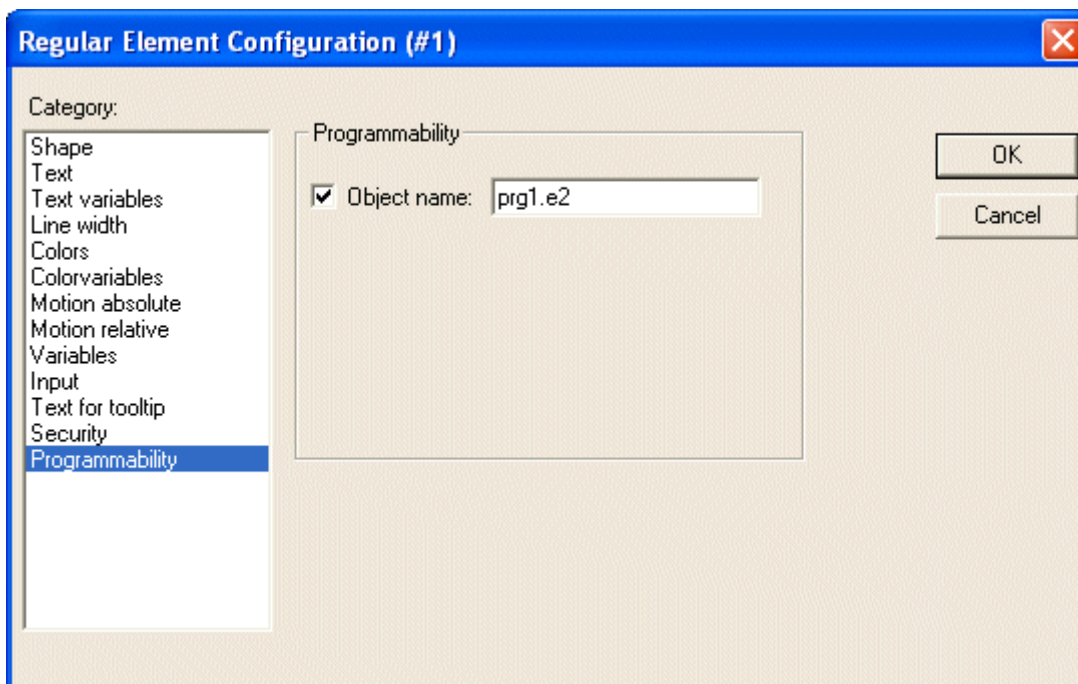 Regular Element Configuration (#1)
Category:
Shape
Text
Text variables
Line width
Colors
Colorvariables
Motion absolute
Motion relative
Variables
Input
Text for tooltip
Security
Programmability
Programmability
Object name: prg1.e2
OK
Cancel